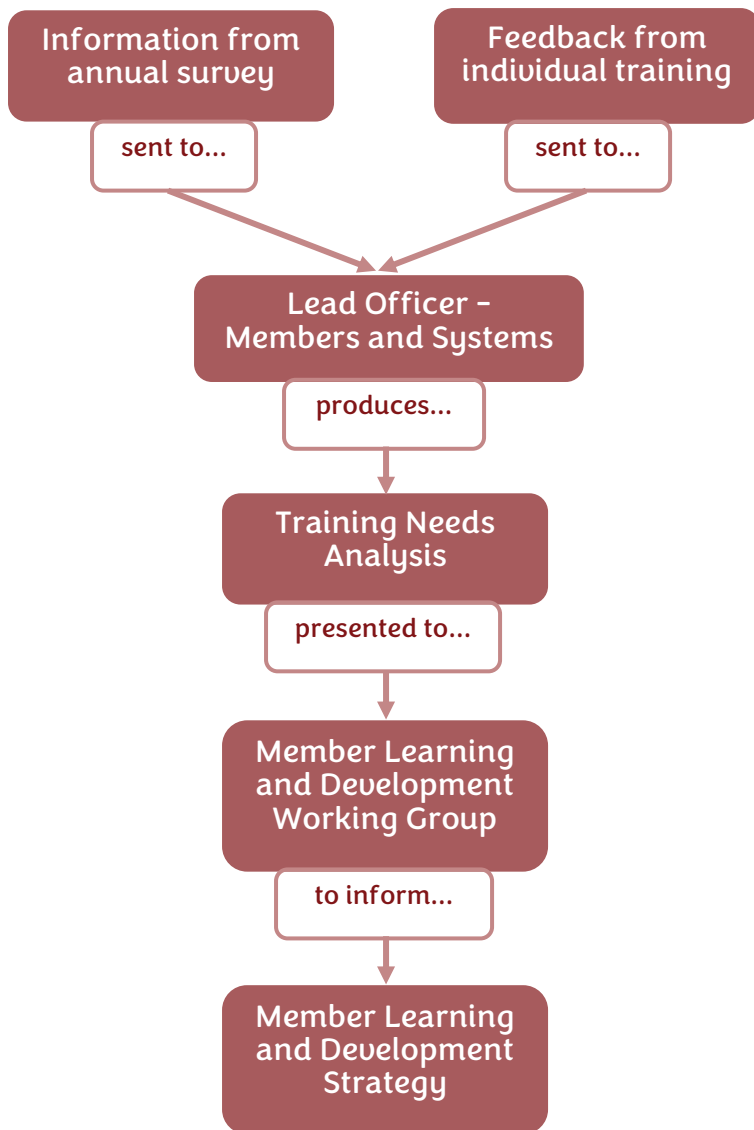 Information from
annual survey
Feedback from
individual training
sent to...
sent to...
Lead Officer –
Members and Systems
produces...
Training Needs
Analysis
presented to...
Member Learning
and Development
Working Group
to inform...
Member Learning
and Development
Strategy